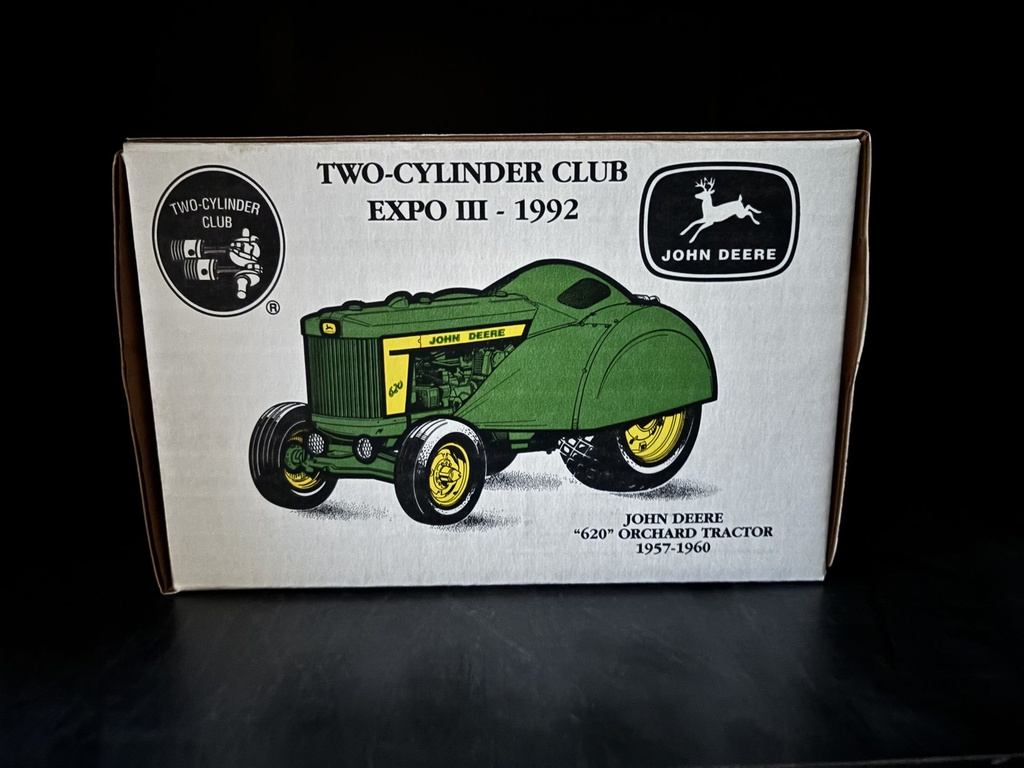 TWO-CYLINDER CLUB
EXPO III - 1992
TWO-CYLINDER
CLUB
®
JOHN DEERE
JOHN DEERE
620
JOHN DEERE
"620" ORCHARD TRACTOR
1957-1960